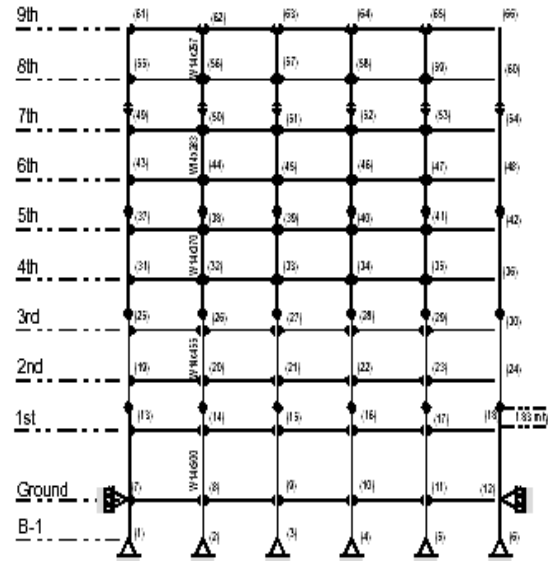 9th (61) (62) (63) (64) (65) (66)
W14x257
8th (55) (56) (57) (58) (59) (60)
7th (49) (50) (51) (52) (53) (54)
W14x283
6th (43) (44) (45) (46) (47) (48)
5th (37) (38) (39) (40) (41) (42)
W14x370
4th (31) (32) (33) (34) (35) (36)
3rd (25) (26) (27) (28) (29) (30)
W14x455
2nd (19) (20) (21) (22) (23) (24)
1st (13) (14) (15) (16) (17) (18) 1.83 mt)
W14x500
Ground (7) (8) (9) (10) (11) (12)
B-1 (1) (2) (3) (4) (5) (6)